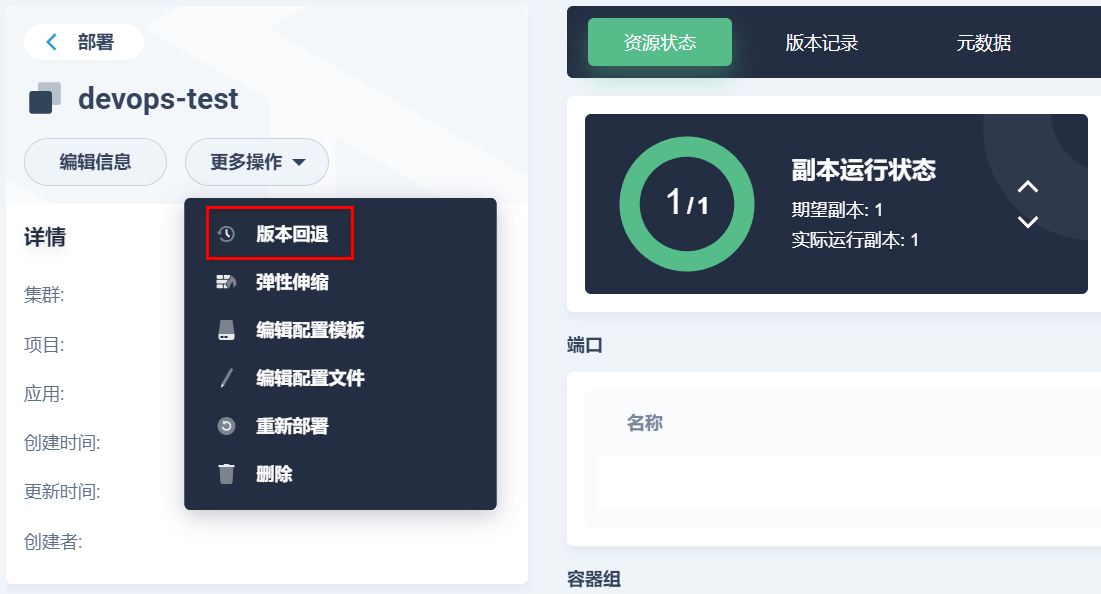 部署
devops-test
编辑信息
更多操作
版本回退
弹性伸缩
编辑配置模板
编辑配置文件
重新部署
删除
详情
集群:
项目:
应用:
创建时间:
更新时间:
创建者:
资源状态
版本记录
元数据
1/1
副本运行状态
期望副本: 1
实际运行副本: 1
端口
名称
容器组